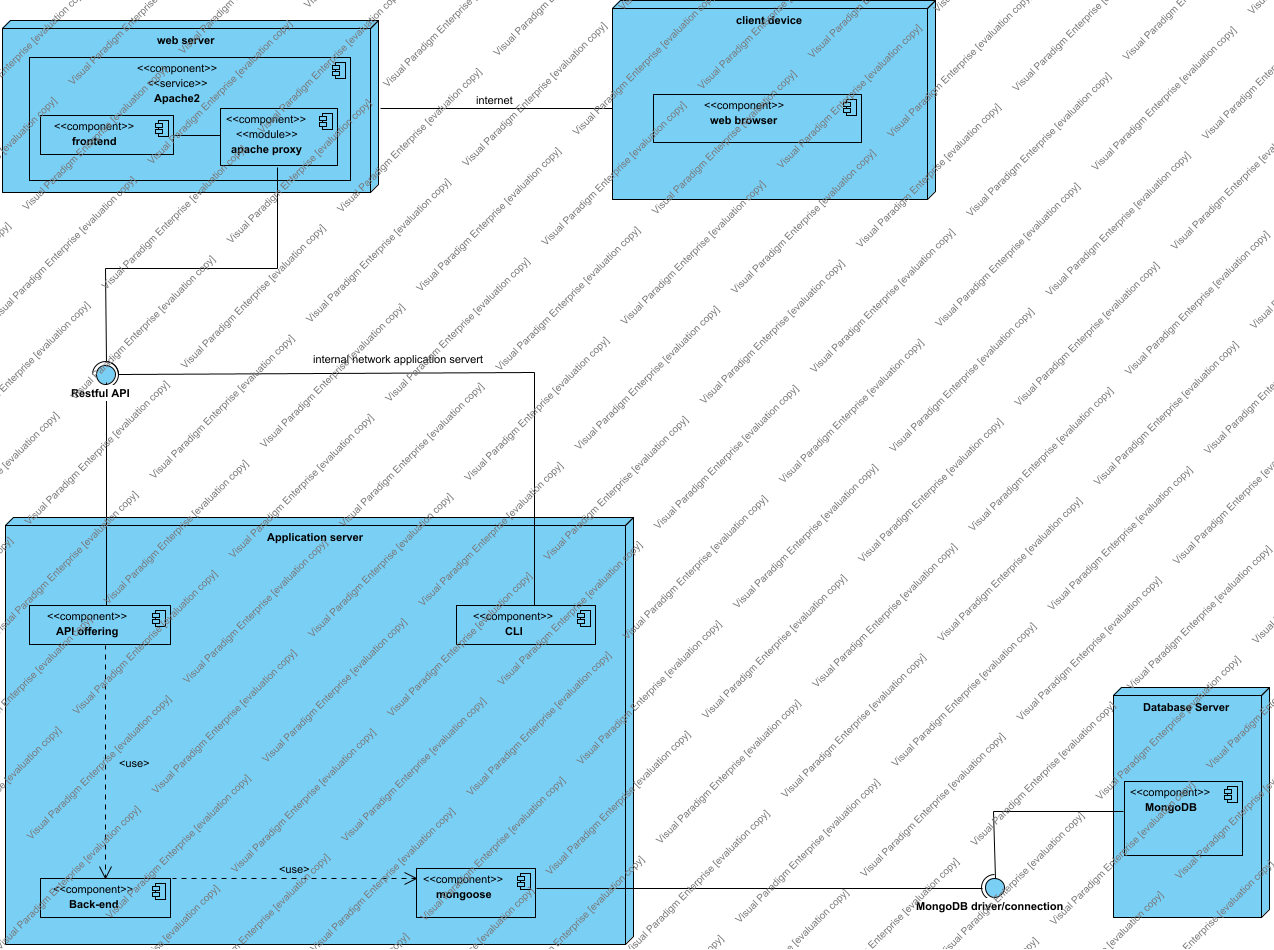 web server
<<component>>
<<service>>
Apache2
<<component>>
frontend
<<component>>
<<module>>
apache proxy
internet
client device
<<component>>
web browser
internal network application servert
Restful API
Application server
<<component>>
API offering
<<component>>
CLI
<use>
<<component>>
Back-end
<use>
<<component>>
mongoose
Database Server
<<component>>
MongoDB
MongoDB driver/connection
Visual Paradigm Enterprise [evaluation copy]